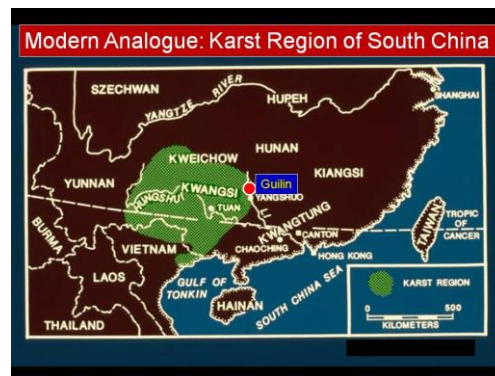 Modern Analogue: Karst Region of South China
SZECHWAN
YANGTZE RIVER
HUPEH
SHANGHAI
HUNAN
KWEICHOW
KIANGSI
Guilin
YUNNAN
KWANGSI
YANGSHUO
HUNGSHU
TUAN
KWANGTUNG
TAIWAN
TROPIC
OF
CANCER
BURMA
VIETNAM
CHAOCHING
CANTON
HONG KONG
LAOS
GULF OF
TONKIN
SOUTH CHINA SEA
HAINAN
THAILAND
KARST REGION
0 500
KILOMETERS